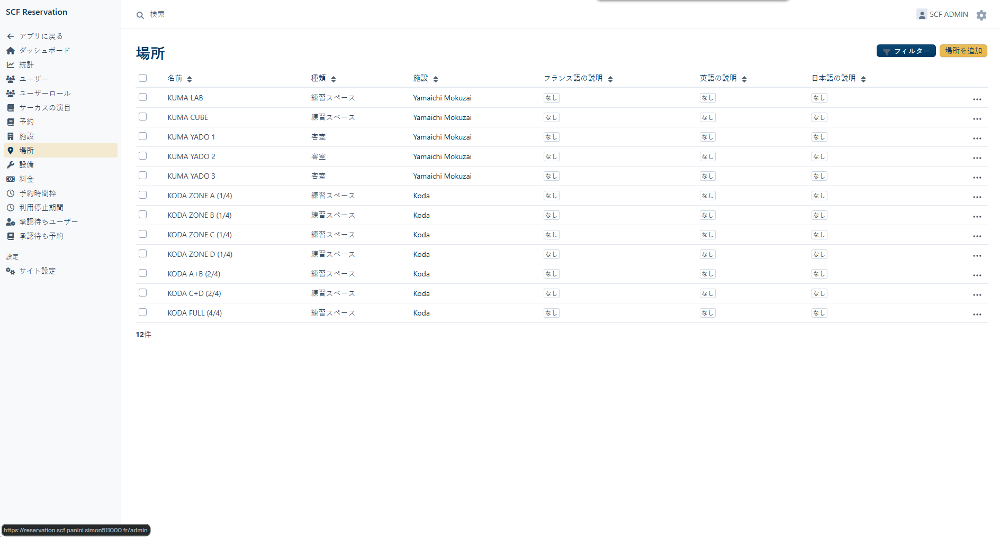 SCF Reservation
検索
SCF ADMIN
アプリに戻る
ダッシュボード
統計
ユーザー
ユーザーロール
サーカスの演目
予約
施設
場所
設備
料金
予約時間枠
利用停止期間
承認待ちユーザー
承認待ち予約
設定
サイト設定
場所
フィルター 場所を追加
名前 種類 施設 フランス語の説明 英語の説明 日本語の説明
KUMA LAB 練習スペース Yamaichi Mokuzai なし なし なし
KUMA CUBE 練習スペース Yamaichi Mokuzai なし なし なし
KUMA YADO 1 客室 Yamaichi Mokuzai なし なし なし
KUMA YADO 2 客室 Yamaichi Mokuzai なし なし なし
KUMA YADO 3 客室 Yamaichi Mokuzai なし なし なし
KODA ZONE A (1/4) 練習スペース Koda なし なし なし
KODA ZONE B (1/4) 練習スペース Koda なし なし なし
KODA ZONE C (1/4) 練習スペース Koda なし なし なし
KODA ZONE D (1/4) 練習スペース Koda なし なし なし
KODA A+B (2/4) 練習スペース Koda なし なし なし
KODA C+D (2/4) 練習スペース Koda なし なし なし
KODA FULL (4/4) 練習スペース Koda なし なし なし
12件
https://reservation.scf.panini.simon511000.fr/admin